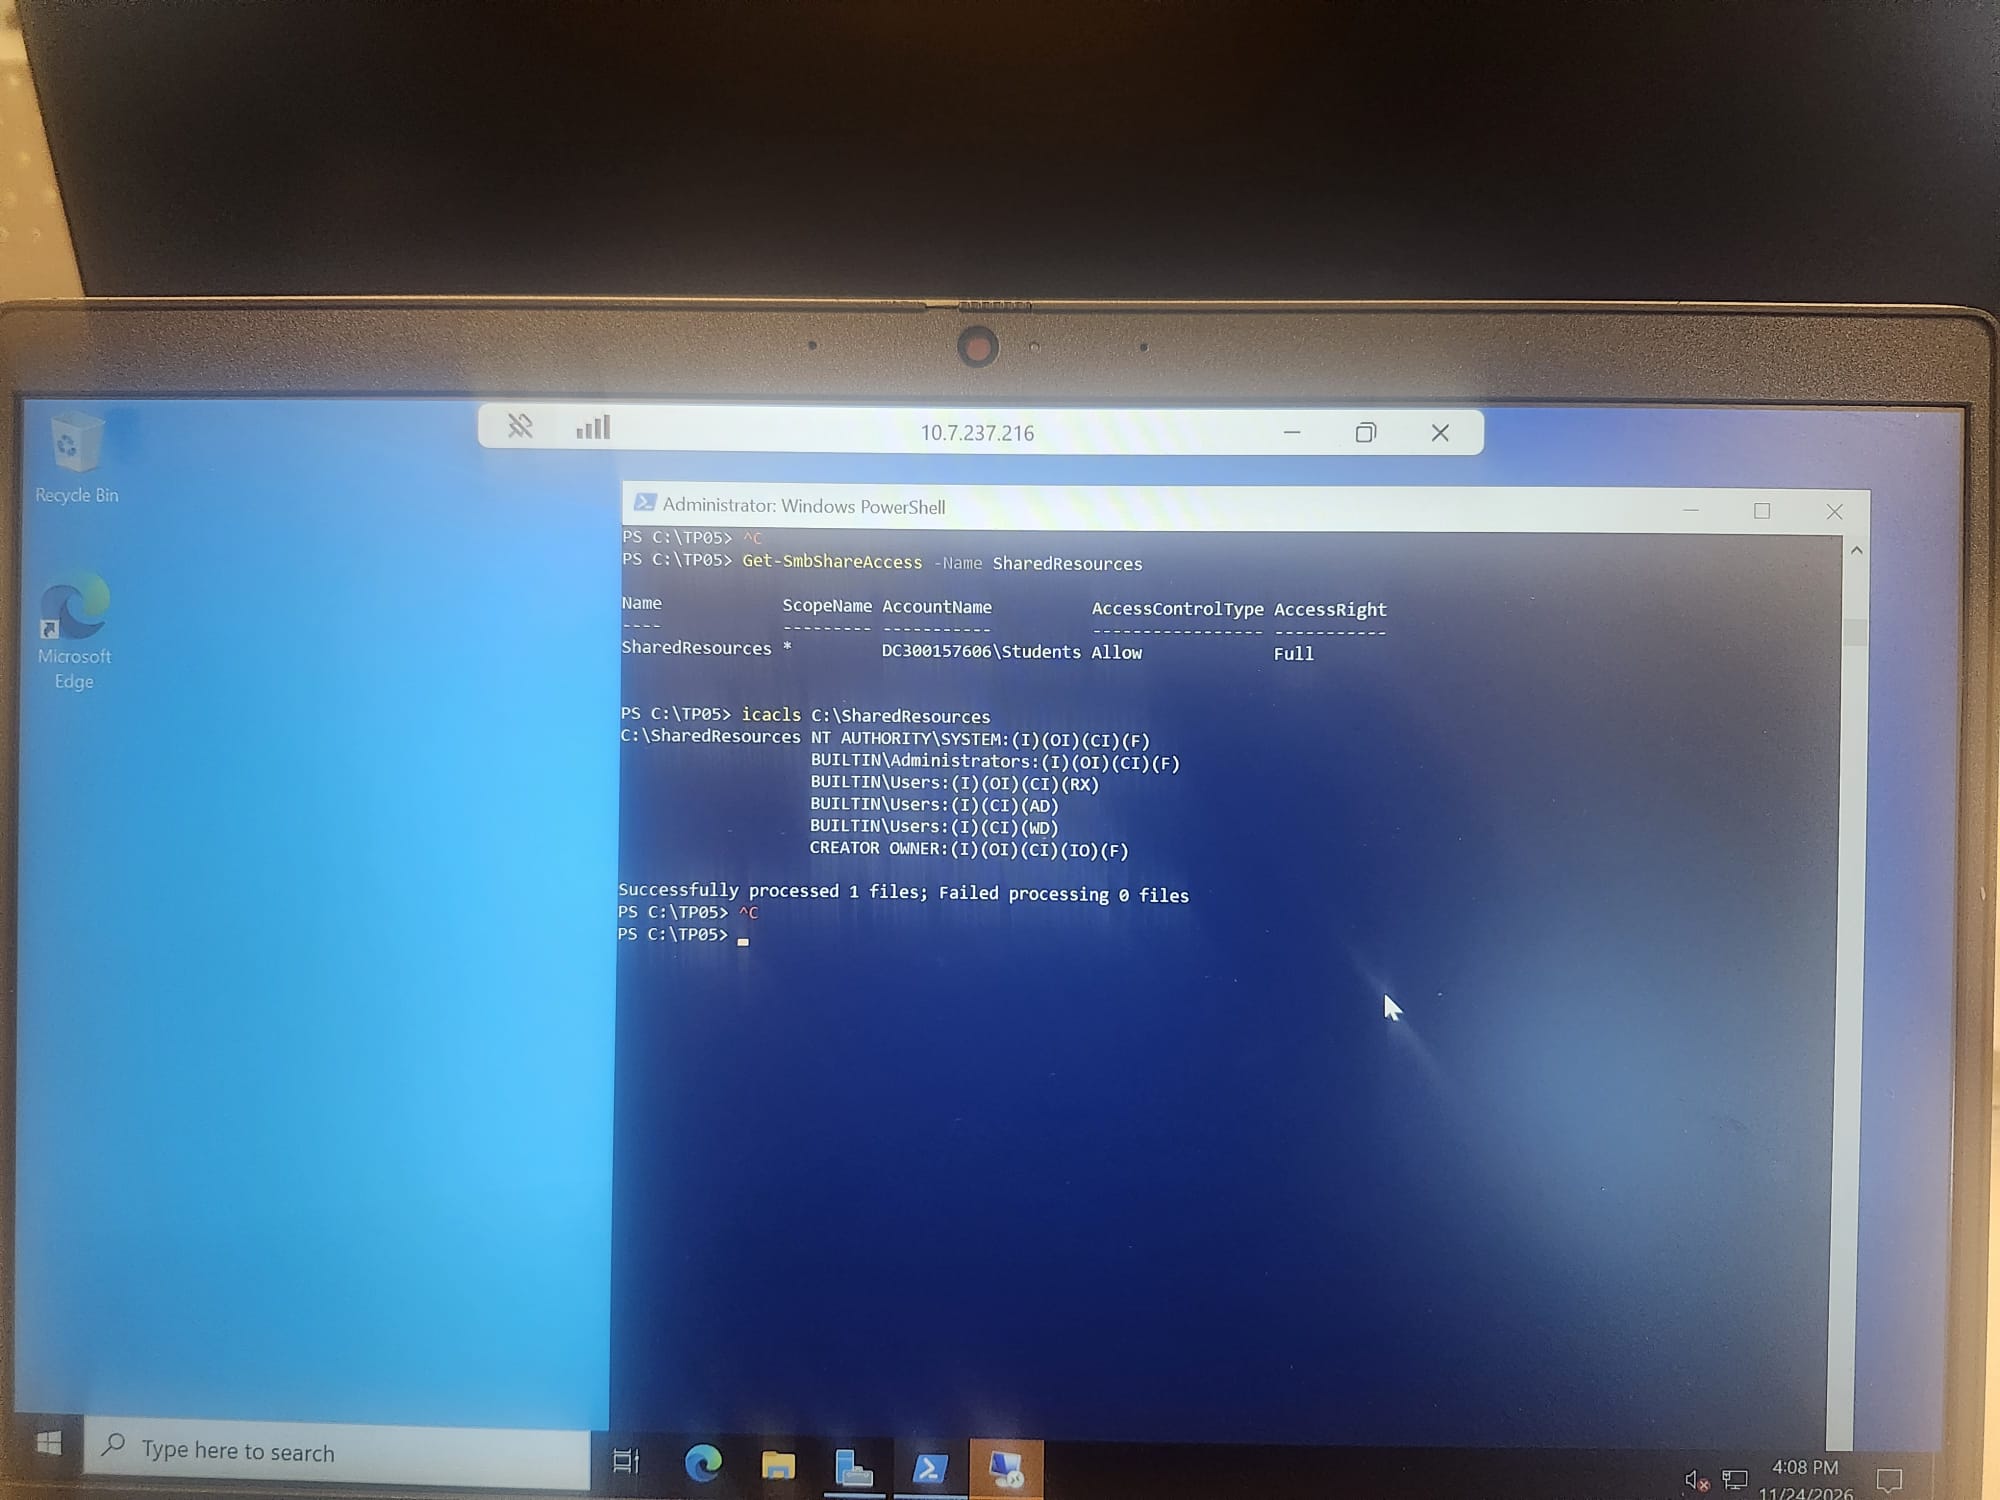 10.7.237.216
Recycle Bin
Microsoft
Edge
Administrator: Windows PowerShell
PS C:\TP05> ^C
PS C:\TP05> Get-SmbShareAccess -Name SharedResources
Name ScopeName AccountName AccessControlType AccessRight
---- --------- ----------- ----------------- -----------
SharedResources * DC300157606\Students Allow Full
PS C:\TP05> icacls C:\SharedResources
C:\SharedResources NT AUTHORITY\SYSTEM:(I)(OI)(CI)(F)
BUILTIN\Administrators:(I)(OI)(CI)(F)
BUILTIN\Users:(I)(OI)(CI)(RX)
BUILTIN\Users:(I)(CI)(AD)
BUILTIN\Users:(I)(CI)(WD)
CREATOR OWNER:(I)(OI)(CI)(IO)(F)
Successfully processed 1 files; Failed processing 0 files
PS C:\TP05> ^C
PS C:\TP05>
Type here to search
4:08 PM
11/24/2026